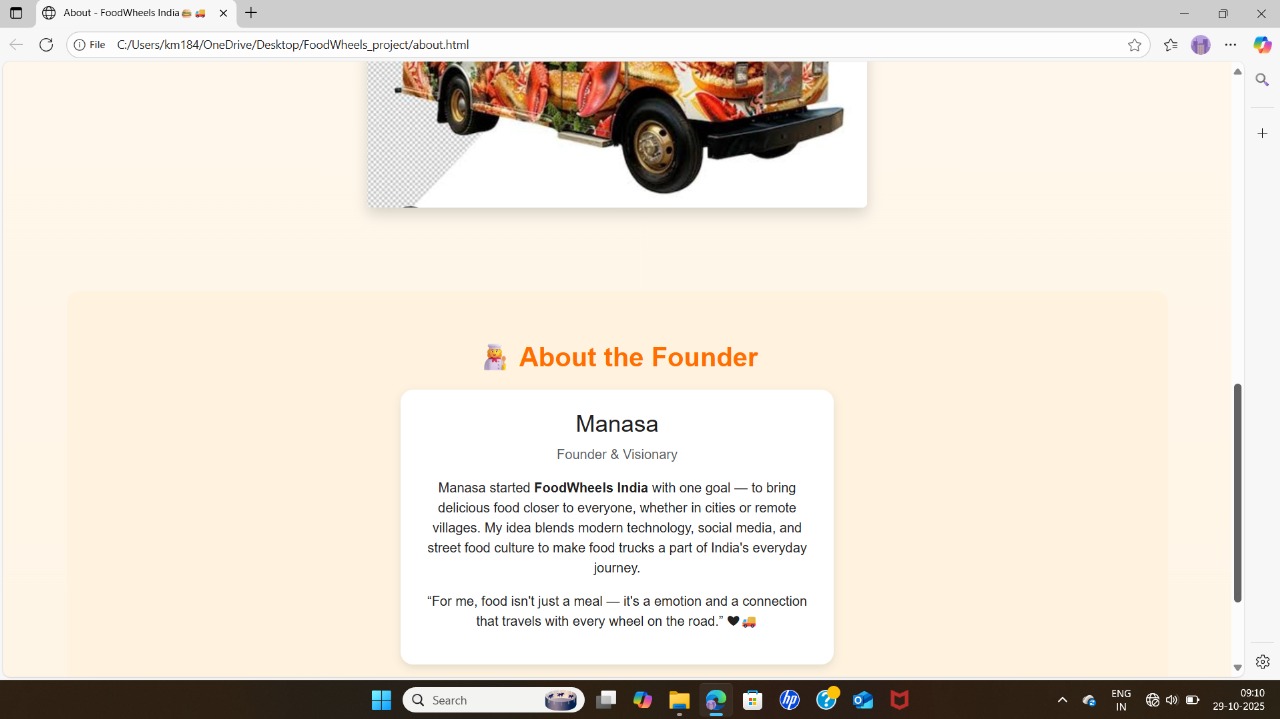 About - FoodWheels India 🍔 🚚
File C:/Users/km184/OneDrive/Desktop/FoodWheels_project/about.html
👩‍🍳 About the Founder
Manasa
Founder & Visionary
Manasa started FoodWheels India with one goal — to bring
delicious food closer to everyone, whether in cities or remote
villages. My idea blends modern technology, social media, and
street food culture to make food trucks a part of India's everyday
journey.
“For me, food isn’t just a meal — it’s a emotion and a connection
that travels with every wheel on the road.” ❤🚚
Search
ENG
IN
09:10
29-10-2025